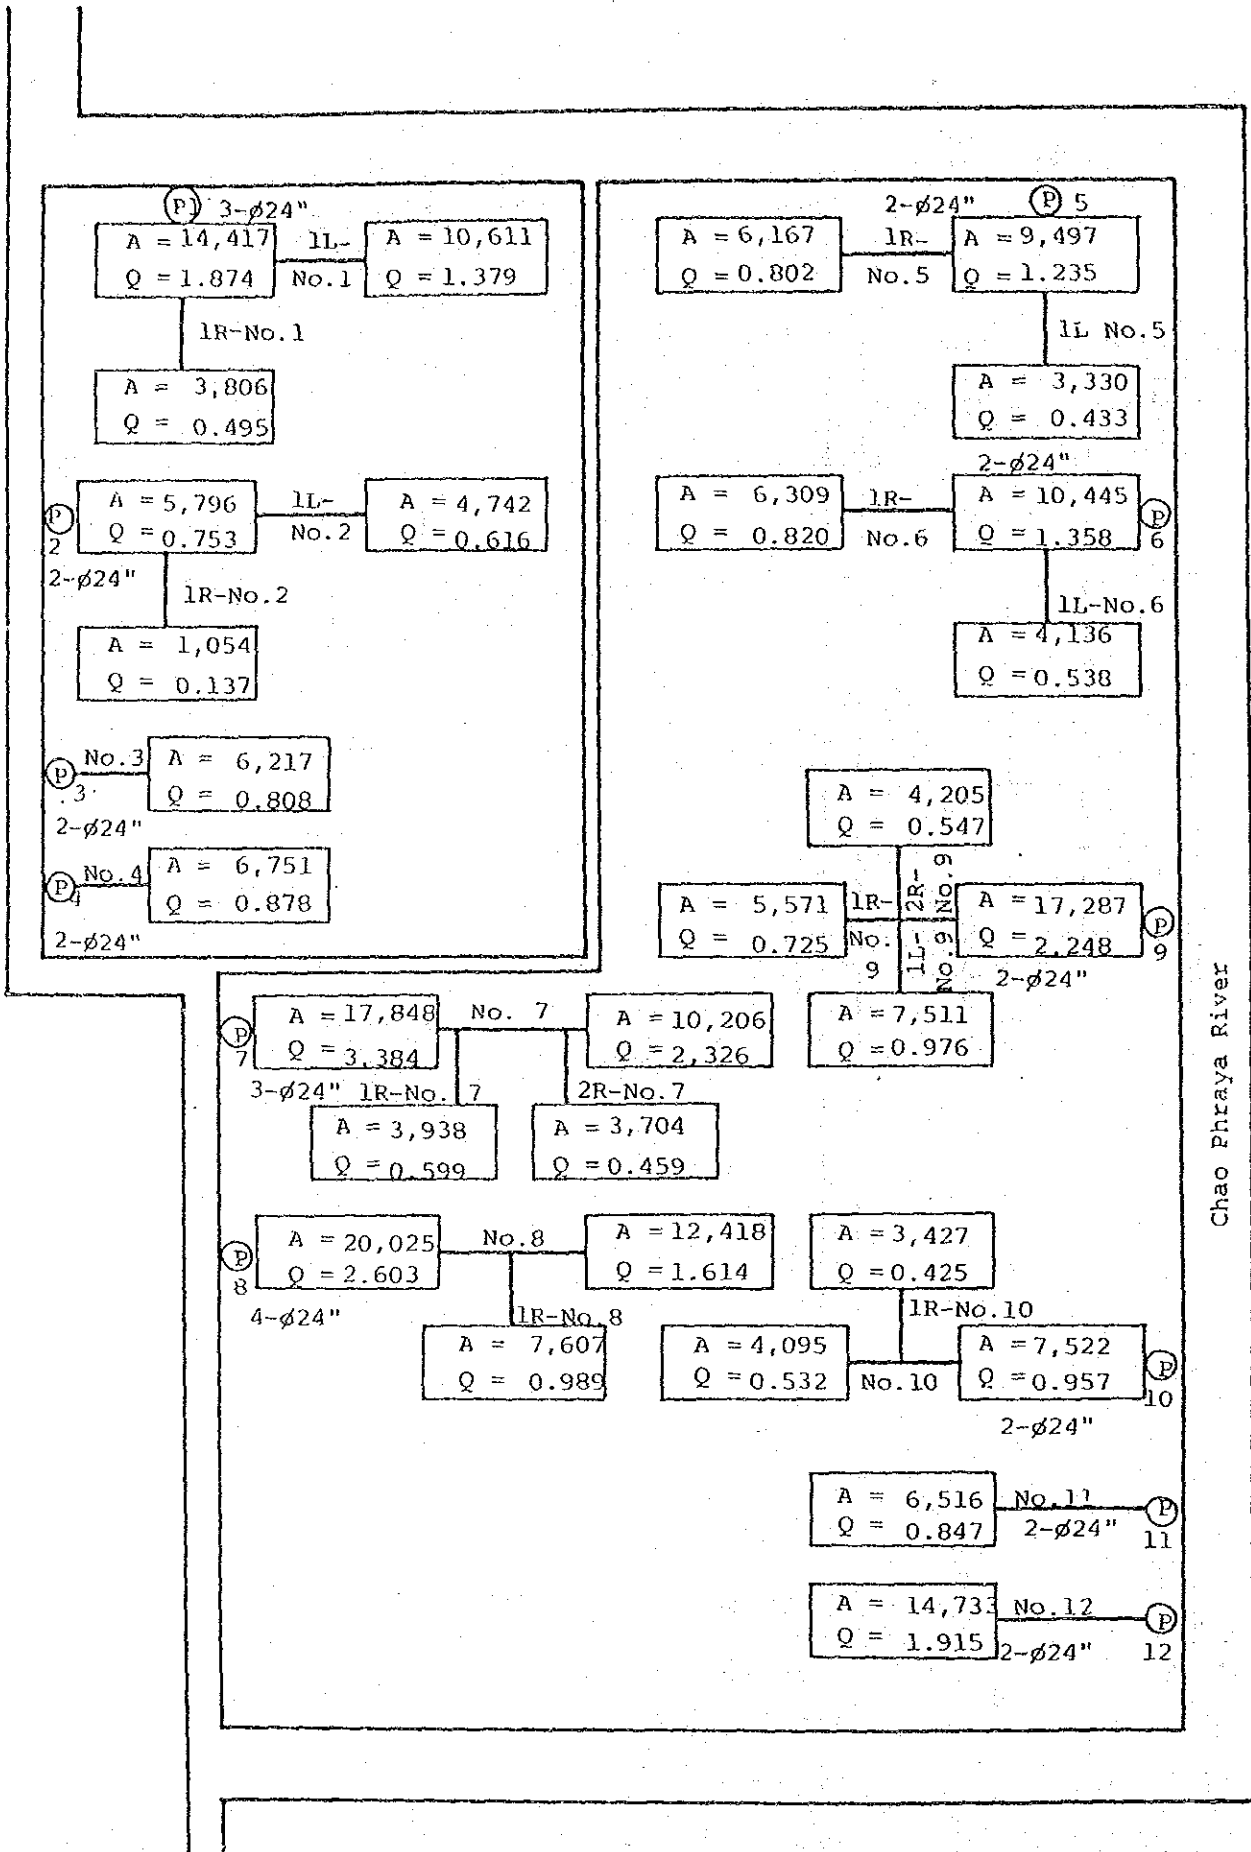 P1 3-ø24"
A = 14,417
Q = 1.874
1L-
No.1
A = 10,611
Q = 1.379
1R-No.1
A = 3,806
Q = 0.495
P
2
2-ø24"
A = 5,796
Q = 0.753
1L-
No.2
A = 4,742
Q = 0.616
1R-No.2
A = 1,054
Q = 0.137
P
3
No.3
A = 6,217
Q = 0.808
2-ø24"
P
4
No.4
A = 6,751
Q = 0.878
2-ø24"
2-ø24"
P 5
A = 6,167
Q = 0.802
1R-
No.5
A = 9,497
Q = 1.235
1L No.5
A = 3,330
Q = 0.433
2-ø24"
A = 6,309
Q = 0.820
1R-
No.6
A = 10,445
Q = 1.358
P
6
1L-No.6
A = 4,136
Q = 0.538
A = 4,205
Q = 0.547
2R-
No.9
A = 5,571
Q = 0.725
1R-
No.
9
1L-
No.9
A = 17,287
Q = 2,248
P
9
2-ø24"
A = 7,511
Q = 0.976
P
7
A = 17,848
Q = 3.384
No. 7
A = 10,206
Q = 2,326
3-ø24"
1R-No. 7
2R-No.7
A = 3,938
Q = 0.599
A = 3,704
Q = 0.459
P
8
A = 20,025
Q = 2.603
No.8
A = 12,418
Q = 1.614
4-ø24"
1R-No.8
A = 7,607
Q = 0.989
A = 3,427
Q = 0.425
1R-No.10
A = 4,095
Q = 0.532
No.10
A = 7,522
Q = 0.957
P
10
2-ø24"
A = 6,516
Q = 0.847
No.11
2-ø24"
P
11
A = 14,733
Q = 1.915
No.12
2-ø24"
P
12
Chao Phraya River